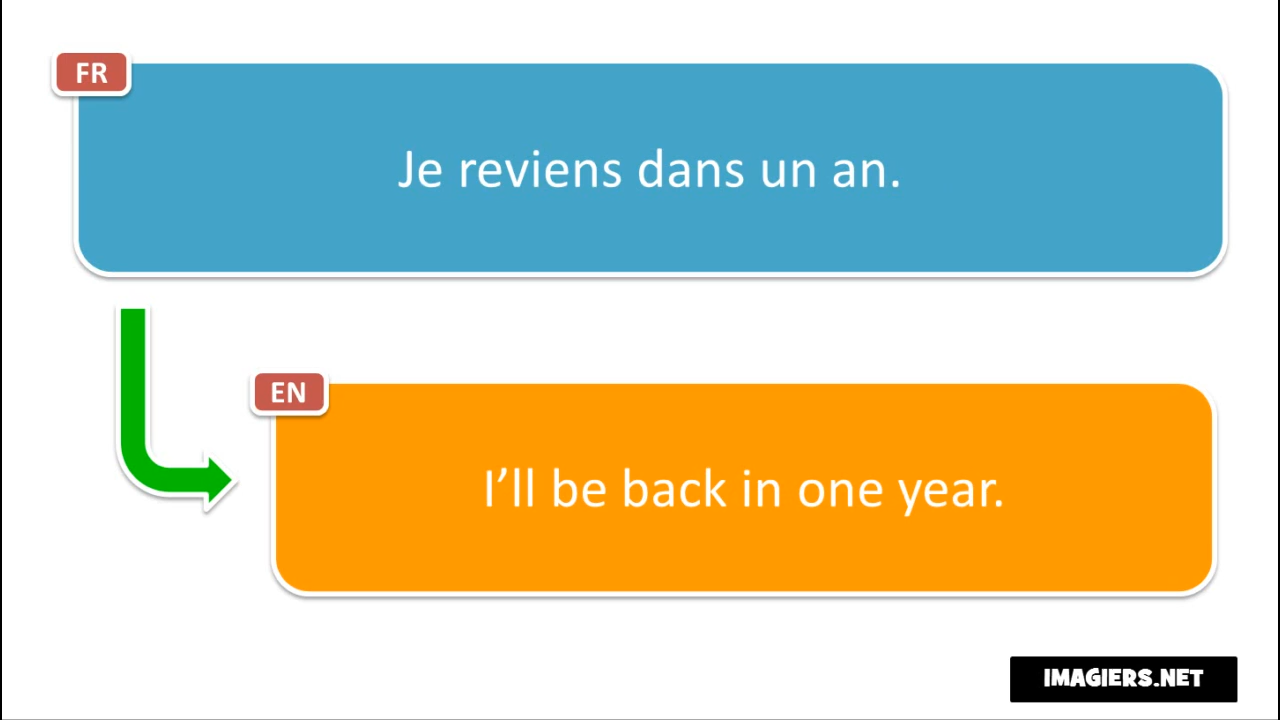 FR
Je reviens dans un an.
EN
I’ll be back in one year.
IMAGIERS.NET